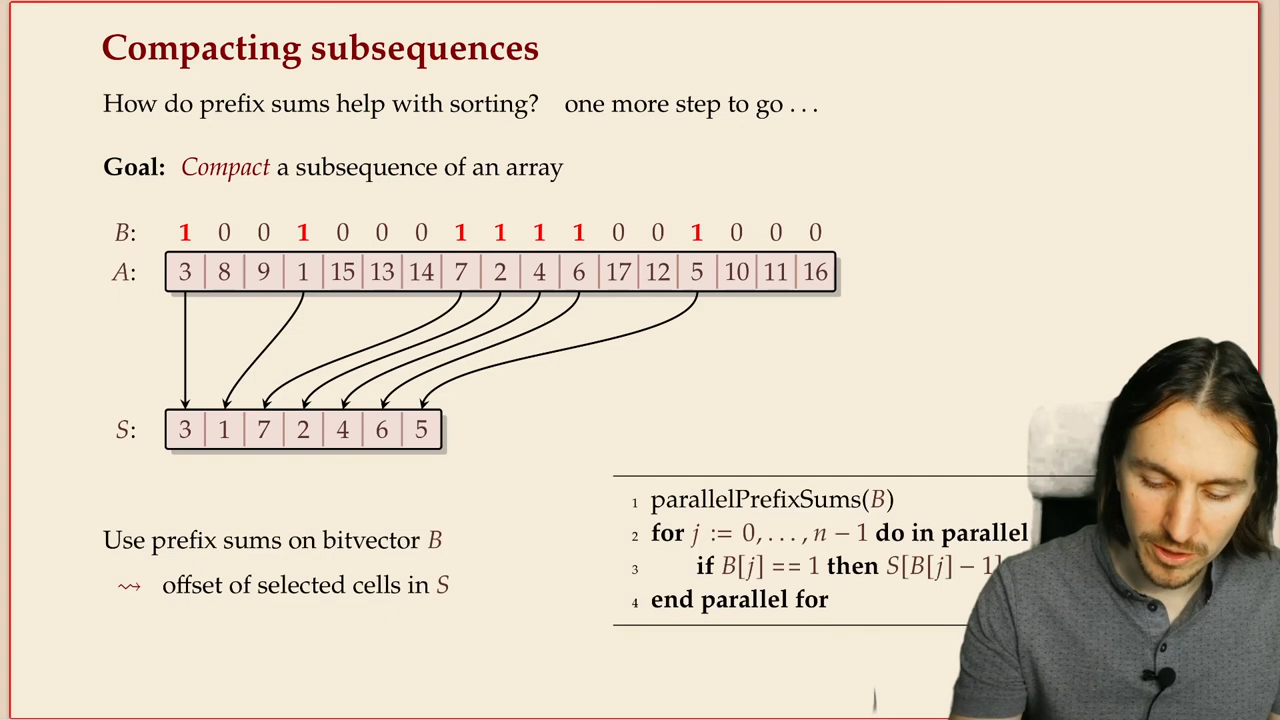 Compacting subsequences
How do prefix sums help with sorting? one more step to go . . .
Goal: Compact a subsequence of an array
B: 1 0 0 1 0 0 0 1 1 1 1 0 0 1 0 0 0
A: 3 8 9 1 15 13 14 7 2 4 6 17 12 5 10 11 16
S: 3 1 7 2 4 6 5
Use prefix sums on bitvector B
⇝ offset of selected cells in S
1 parallelPrefixSums(B)
2 for j := 0, . . . , n − 1 do in parallel
3 if B[j] == 1 then S[B[j] − 1]
4 end parallel for